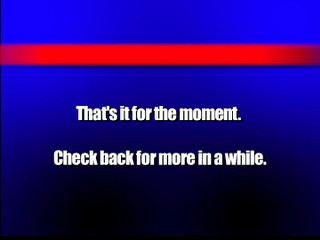 That's it for the moment.
Check back for more in a while.